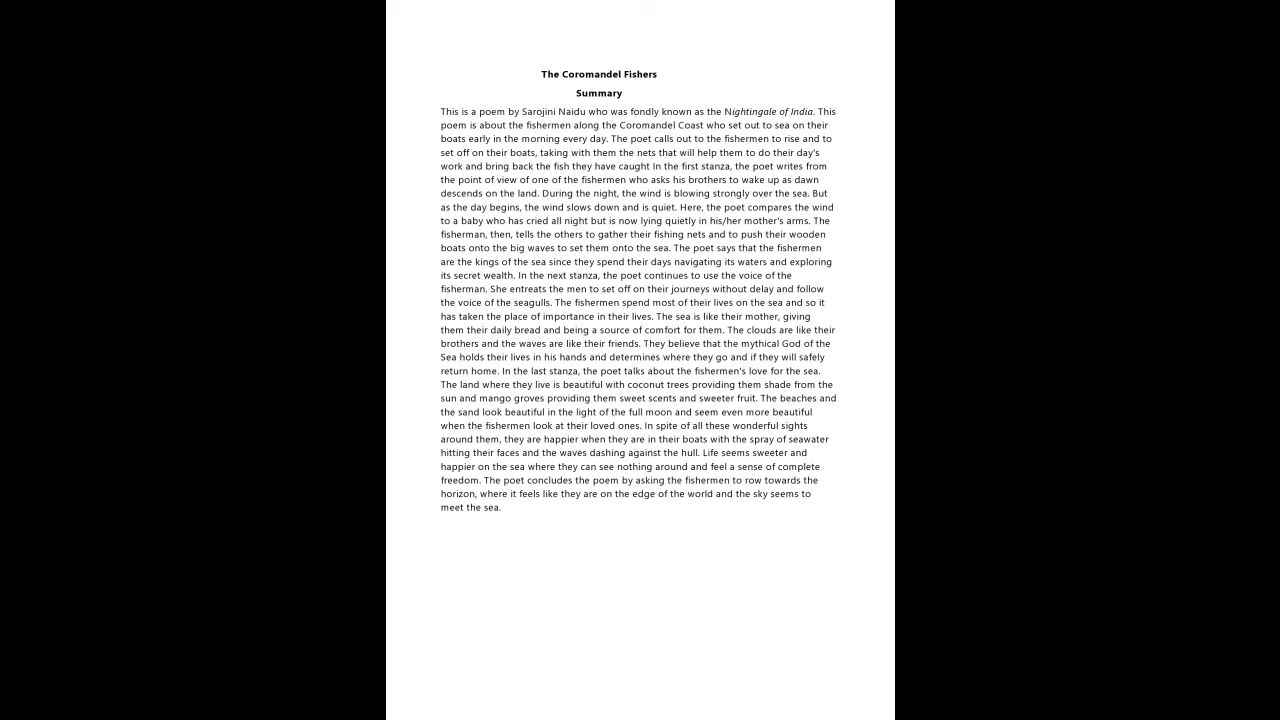 The Coromandel Fishers
Summary
This is a poem by Sarojini Naidu who was fondly known as the Nightingale of India. This
poem is about the fishermen along the Coromandel Coast who set out to sea on their
boats early in the morning every day. The poet calls out to the fishermen to rise and to
set off on their boats, taking with them the nets that will help them to do their day's
work and bring back the fish they have caught In the first stanza, the poet writes from
the point of view of one of the fishermen who asks his brothers to wake up as dawn
descends on the land. During the night, the wind is blowing strongly over the sea. But
as the day begins, the wind slows down and is quiet. Here, the poet compares the wind
to a baby who has cried all night but is now lying quietly in his/her mother's arms. The
fisherman, then, tells the others to gather their fishing nets and to push their wooden
boats onto the big waves to set them onto the sea. The poet says that the fishermen
are the kings of the sea since they spend their days navigating its waters and exploring
its secret wealth. In the next stanza, the poet continues to use the voice of the
fisherman. She entreats the men to set off on their journeys without delay and follow
the voice of the seagulls. The fishermen spend most of their lives on the sea and so it
has taken the place of importance in their lives. The sea is like their mother, giving
them their daily bread and being a source of comfort for them. The clouds are like their
brothers and the waves are like their friends. They believe that the mythical God of the
Sea holds their lives in his hands and determines where they go and if they will safely
return home. In the last stanza, the poet talks about the fishermen's love for the sea.
The land where they live is beautiful with coconut trees providing them shade from the
sun and mango groves providing them sweet scents and sweeter fruit. The beaches and
the sand look beautiful in the light of the full moon and seem even more beautiful
when the fishermen look at their loved ones. In spite of all these wonderful sights
around them, they are happier when they are in their boats with the spray of seawater
hitting their faces and the waves dashing against the hull. Life seems sweeter and
happier on the sea where they can see nothing around and feel a sense of complete
freedom. The poet concludes the poem by asking the fishermen to row towards the
horizon, where it feels like they are on the edge of the world and the sky seems to
meet the sea.